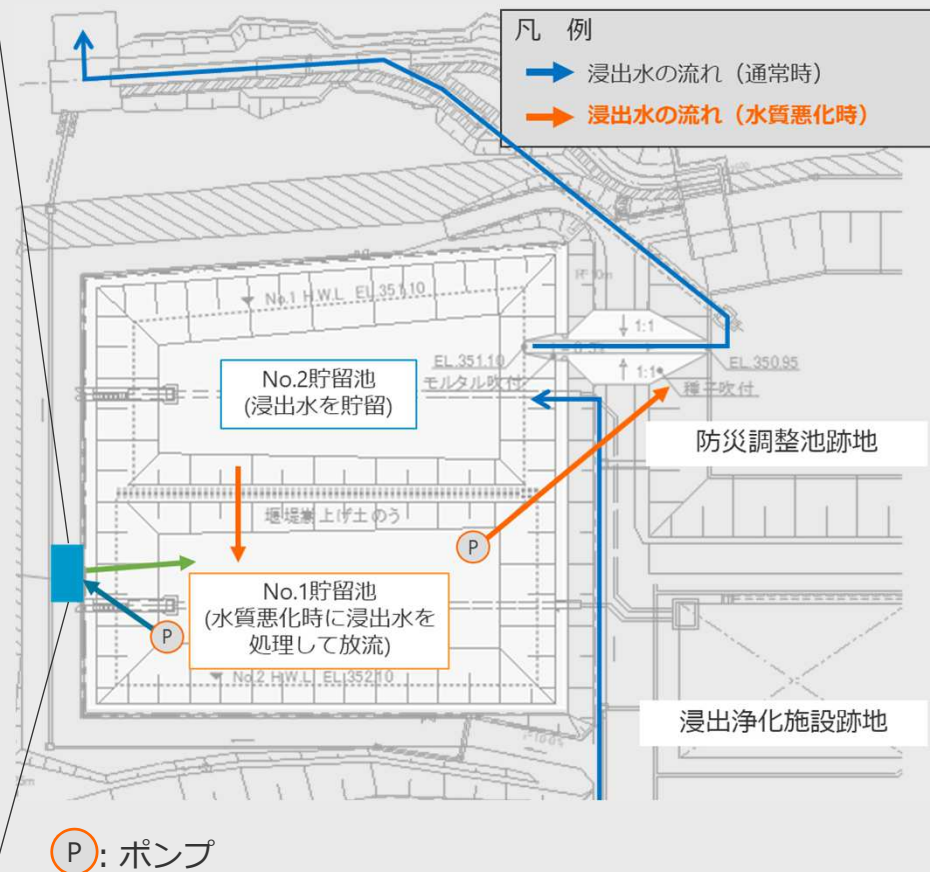 凡 例
浸出水の流れ（通常時）
浸出水の流れ（水質悪化時）
No.1 H.W.L EL 351.10
1:1
EL.351.10
モルタル吹付
EL.350.95
1:1
種子吹付
No.2貯留池
(浸出水を貯留)
防災調整池跡地
堰堤嵩上げ土のう
P
No.1貯留池
(水質悪化時に浸出水を
処理して放流)
P
No.2 H.W.L EL.352.10
浸出浄化施設跡地
P : ポンプ